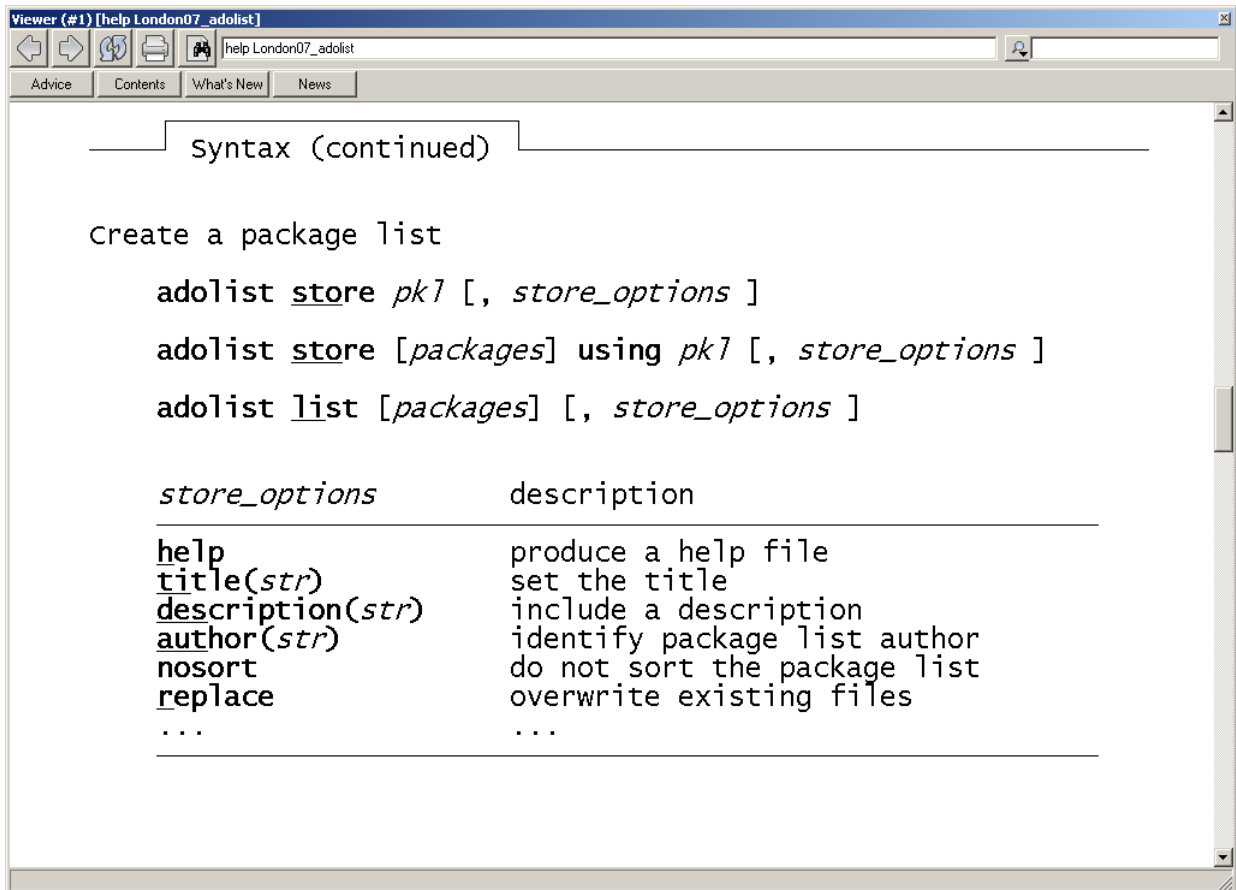 Viewer (#1) [help London07_adolist]
help London07_adolist
Advice Contents What's New News
Syntax (continued)
Create a package list
adolist store pkl [, store_options ]
adolist store [packages] using pkl [, store_options ]
adolist list [packages] [, store_options ]
store_options description
help produce a help file
title(str) set the title
description(str) include a description
author(str) identify package list author
nosort do not sort the package list
replace overwrite existing files
... ...